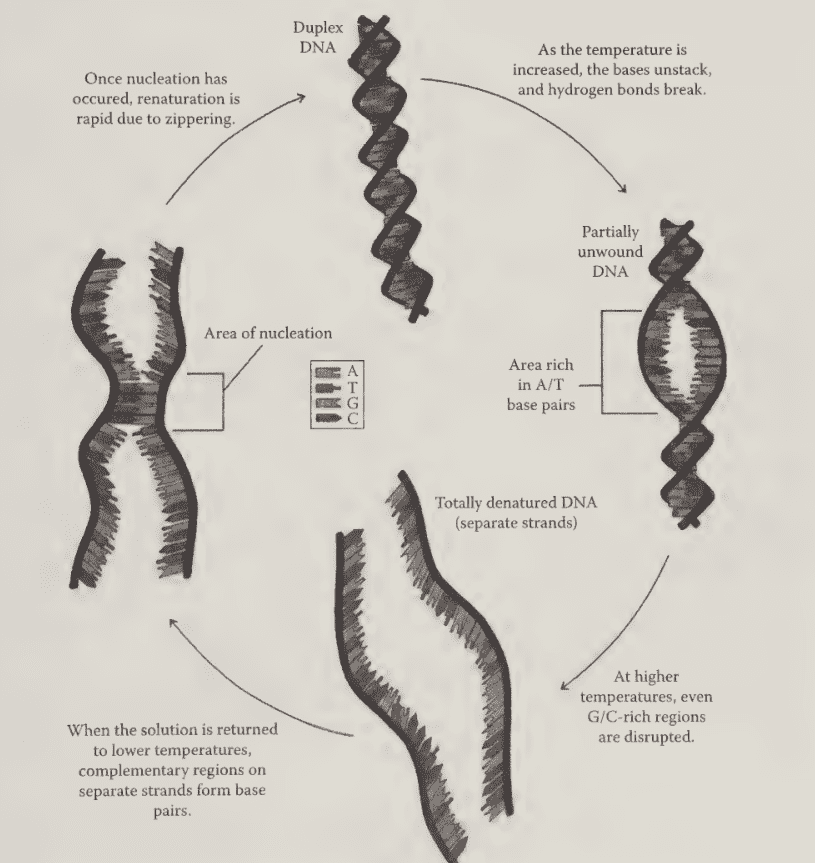 Duplex
DNA
As the temperature is
increased, the bases unstack,
and hydrogen bonds break.
Once nucleation has
occured, renaturation is
rapid due to zippering.
Partially
unwound
DNA
Area of nucleation
A
T
G
C
Area rich
in A/T
base pairs
Totally denatured DNA
(separate strands)
At higher
temperatures, even
G/C-rich regions
are disrupted.
When the solution is returned
to lower temperatures,
complementary regions on
separate strands form base
pairs.